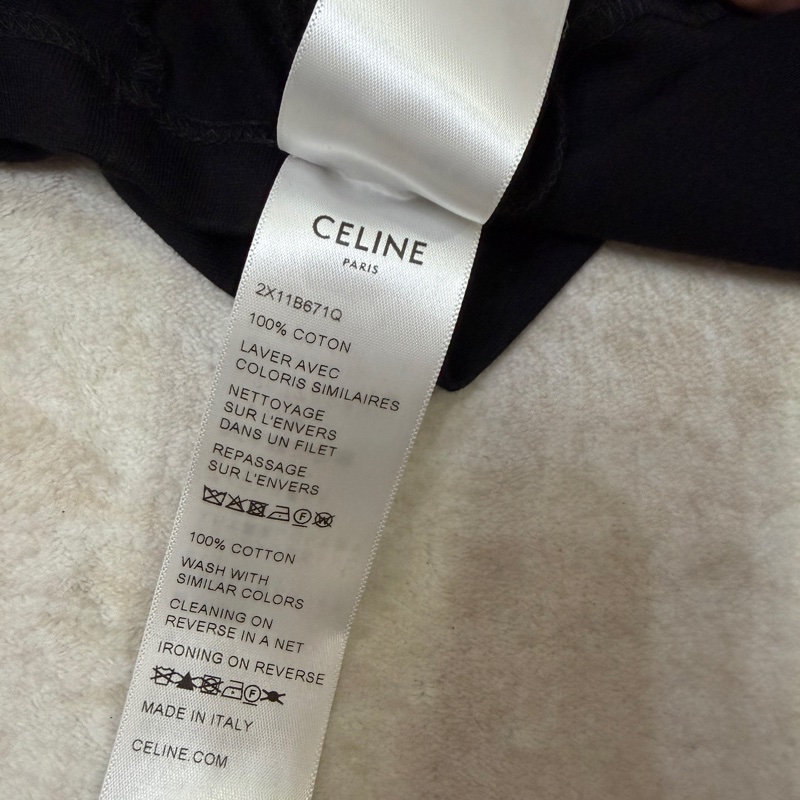 CELINE
PARIS
2X11B671Q
100% COTON
LAVER AVEC
COLORIS SIMILAIRES
NETTOYAGE
SUR L'ENVERS
DANS UN FILET
REPASSAGE
SUR L'ENVERS
F W
100% COTTON
WASH WITH
SIMILAR COLORS
CLEANING ON
REVERSE IN A NET
IRONING ON REVERSE
F
MADE IN ITALY
CELINE.COM